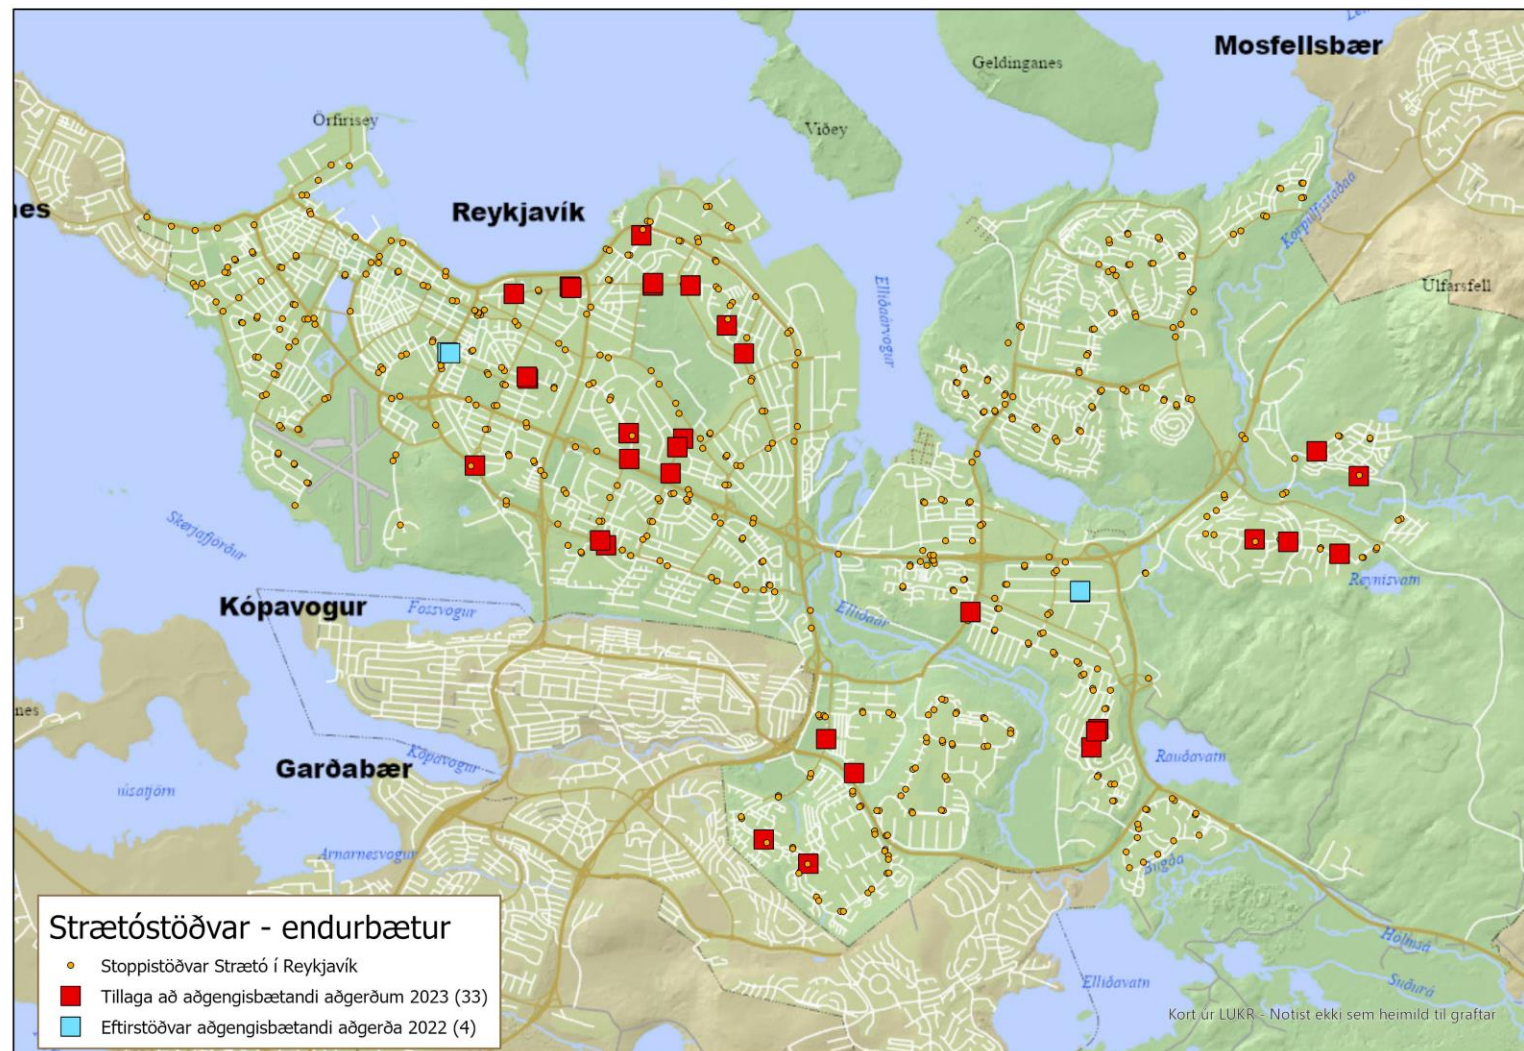 Mosfellsbær
Geldinganes
Örfirisey
Viðey
nes
Reykjavík
Korpúlfsstaðaá
Elliðaárvogur
Úlfarsfell
Skerjafjörður
Reynisvatn
Kópavogur
Fossvogur
Elliðaár
nes
Kópavogur
Rauðavatn
Garðabær
Arnarnesvogur
Bugða
Strætóstöðvar - endurbætur
Stoppistöðvar Strætó í Reykjavík
Tillaga að aðgengisbætandi aðgerðum 2023 (33)
Eftirstöðvar aðgengisbætandi aðgerða 2022 (4)
Hólmsá
Suðurá
Elliðavatn
Kort úr LUKR - Notist ekki sem heimild til graftar